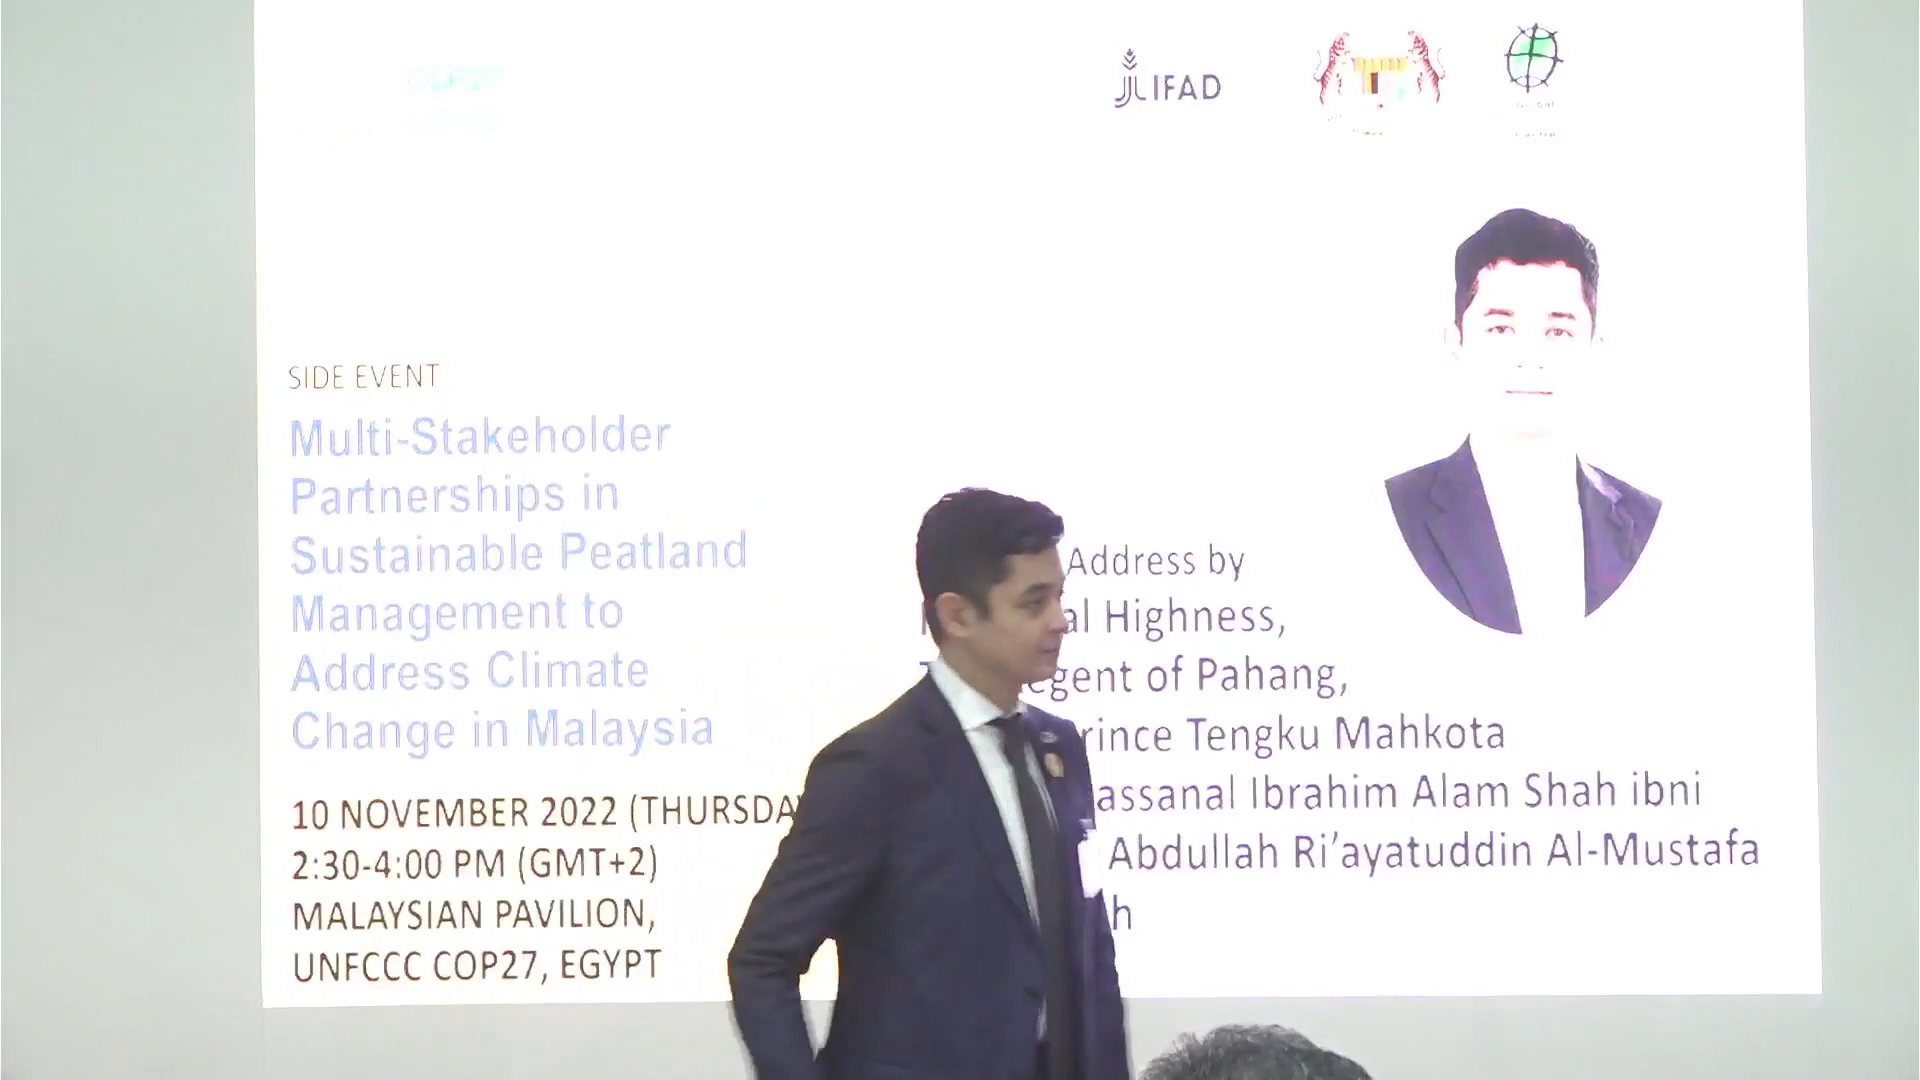 IFAD
SIDE EVENT
Multi-Stakeholder
Partnerships in
Sustainable Peatland
Management to
Address Climate
Change in Malaysia
10 NOVEMBER 2022 (THURSDA
2:30-4:00 PM (GMT+2)
MALAYSIAN PAVILION,
UNFCCC COP27, EGYPT
Address by
al Highness,
egent of Pahang,
rince Tengku Mahkota
assanal Ibrahim Alam Shah ibni
Abdullah Ri’ayatuddin Al-Mustafa
h